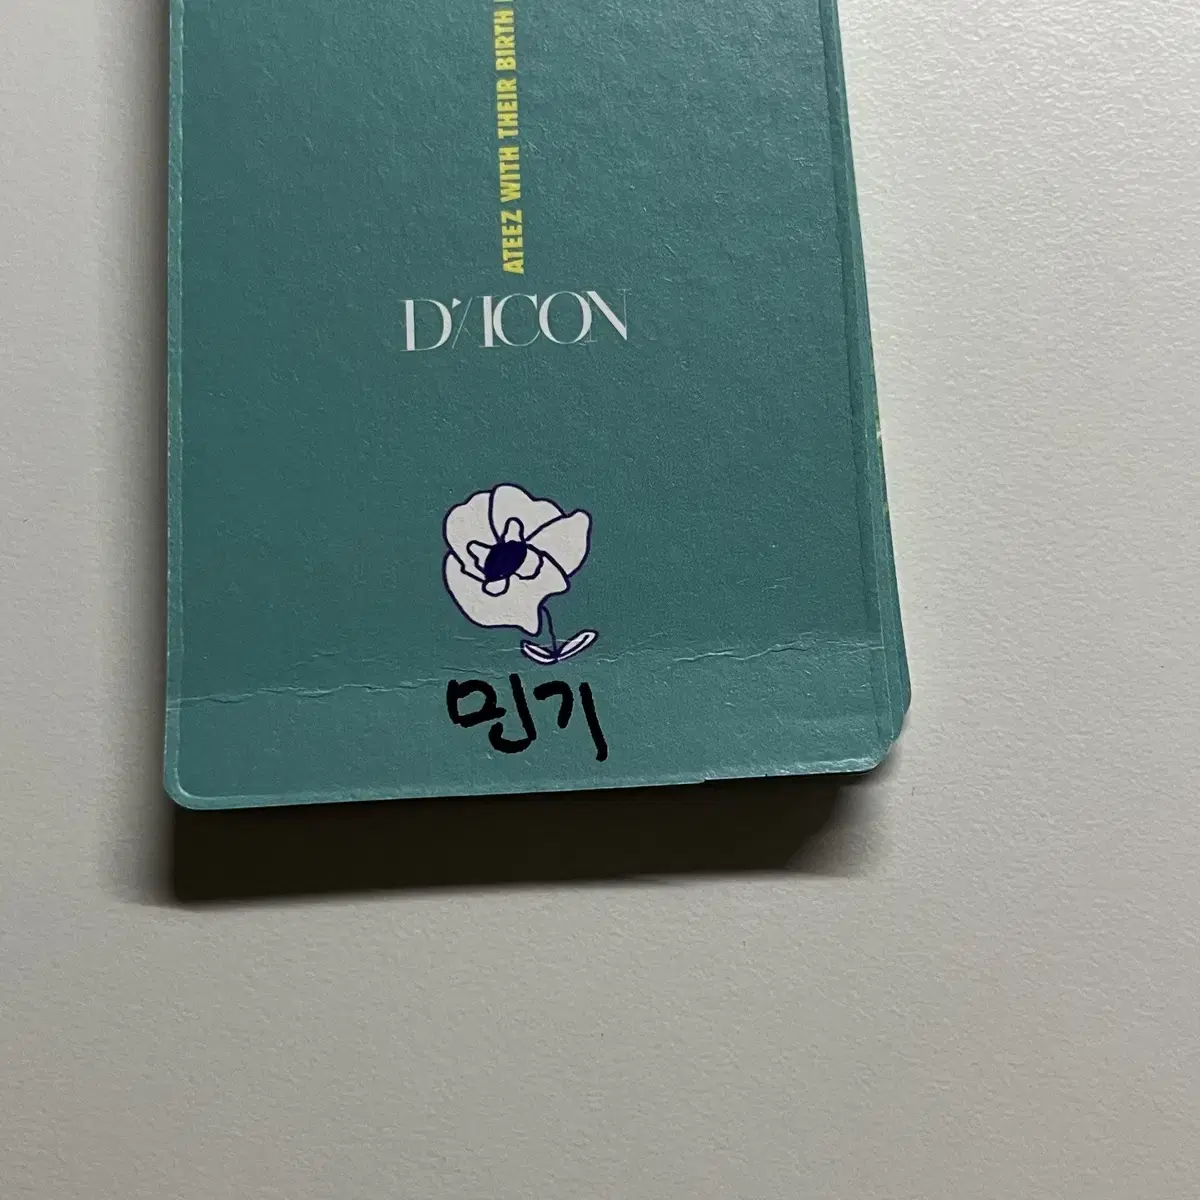 ATEEZ WITH THEIR BIRTH
D'/ICON
민기